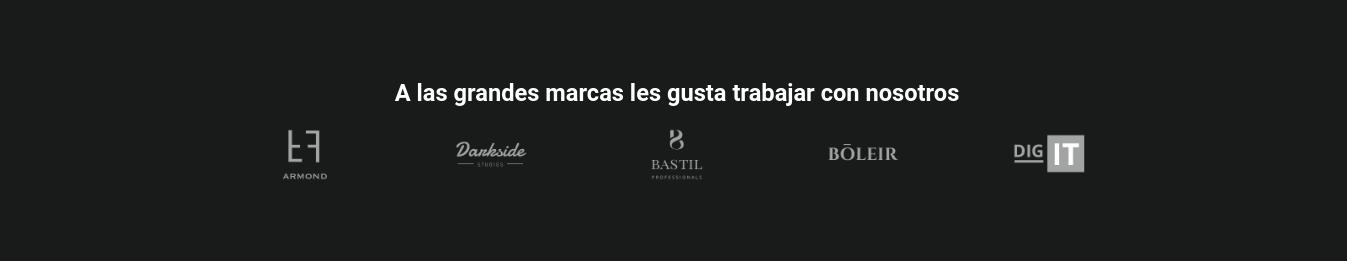 A las grandes marcas les gusta trabajar con nosotros
ARMOND
Darkside
STUDIOS
BASTIL
PROFESSIONALS
BŌLEIR
DIG IT